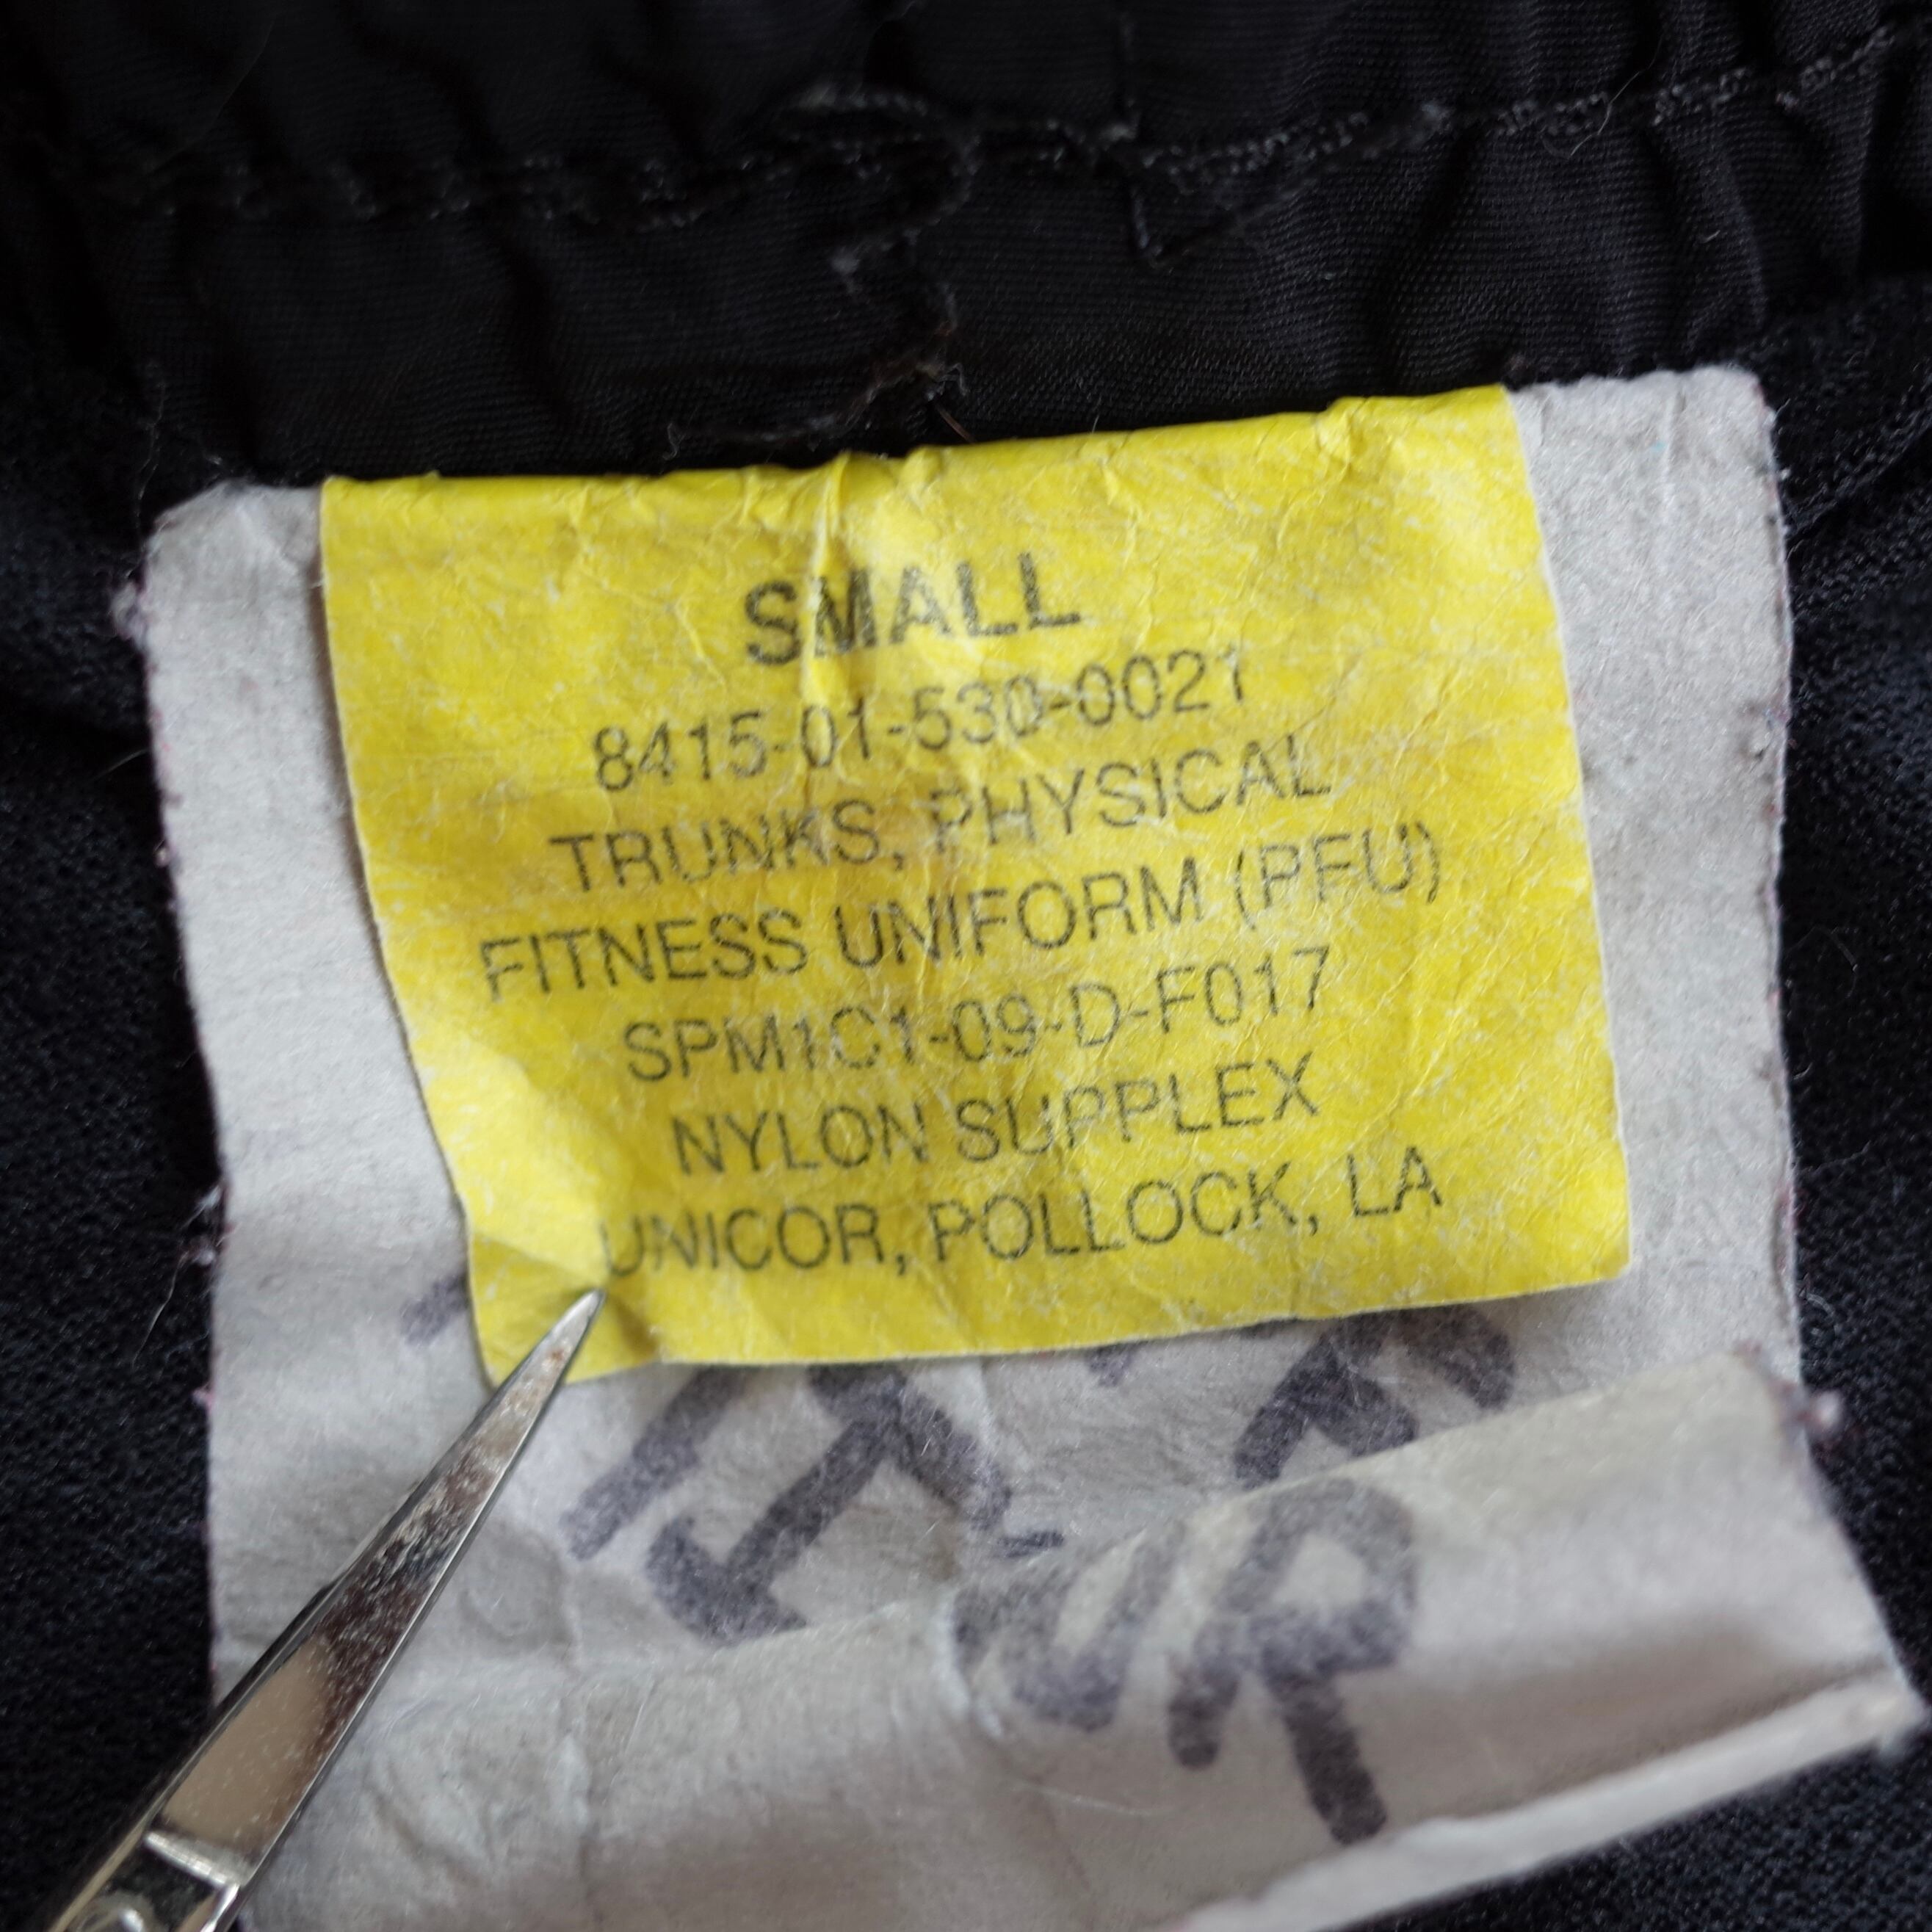 SMALL
8415-01-530-0021
TRUNKS, PHYSICAL
FITNESS UNIFORM (PFU)
SPM1C1-09-D-F017
NYLON SUPPLEX
UNICOR, POLLOCK, LA